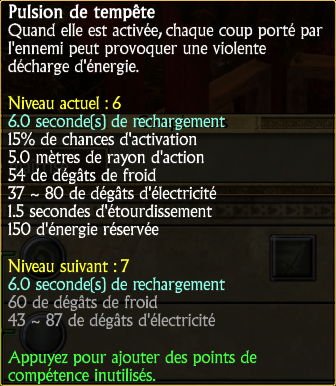 Pulsion de tempête
Quand elle est activée, chaque coup porté par
l'ennemi peut provoquer une violente
décharge d'énergie.
Niveau actuel : 6
6.0 seconde(s) de rechargement
15% de chances d'activation
5.0 mètres de rayon d'action
54 de dégâts de froid
37 ~ 80 de dégâts d'électricité
1.5 secondes d'étourdissement
150 d'énergie réservée
Niveau suivant : 7
6.0 seconde(s) de rechargement
60 de dégâts de froid
43 ~ 87 de dégâts d'électricité
Appuyez pour ajouter des points de
compétence inutilisés.